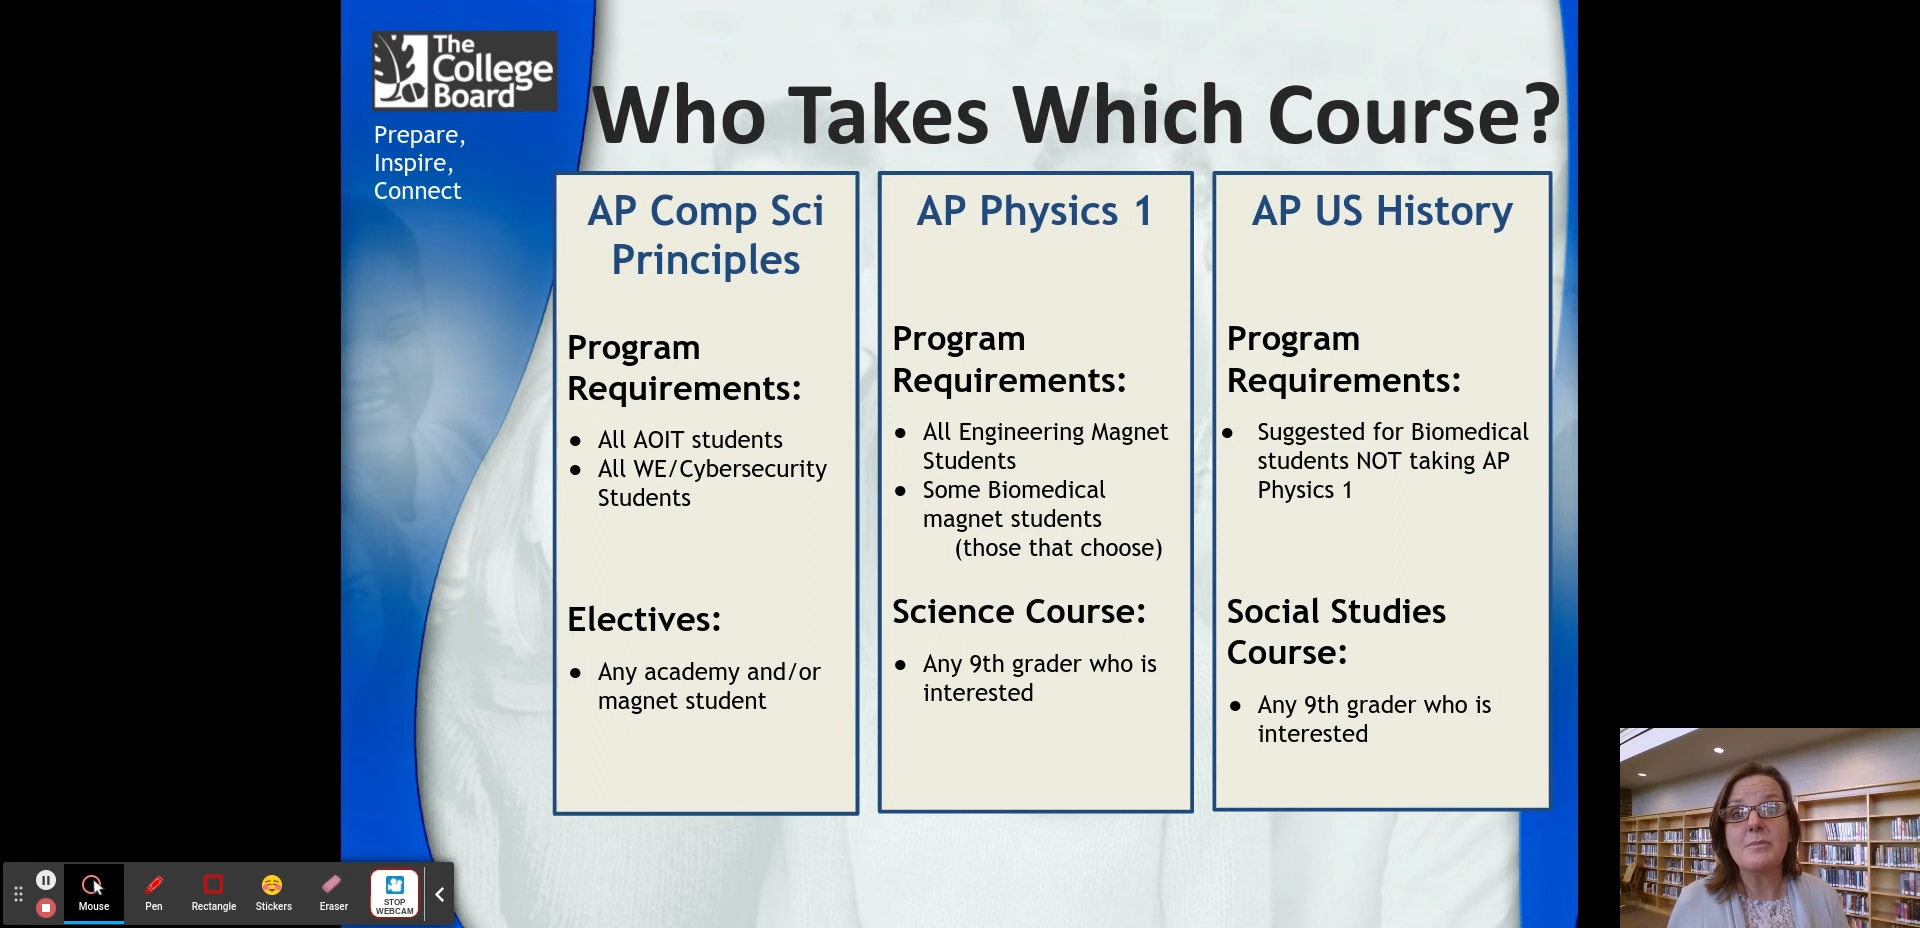 The
College
Board
Prepare,
Inspire,
Connect
Who Takes Which Course?
AP Comp Sci
Principles
Program
Requirements:
● All AOIT students
● All WE/Cybersecurity
Students
Electives:
● Any academy and/or
magnet student
AP Physics 1
Program
Requirements:
● All Engineering Magnet
Students
● Some Biomedical
magnet students
(those that choose)
Science Course:
● Any 9th grader who is
interested
AP US History
Program
Requirements:
● Suggested for Biomedical
students NOT taking AP
Physics 1
Social Studies
Course:
● Any 9th grader who is
interested
Mouse
Pen
Rectangle
Stickers
Eraser
STOP
WEBCAM